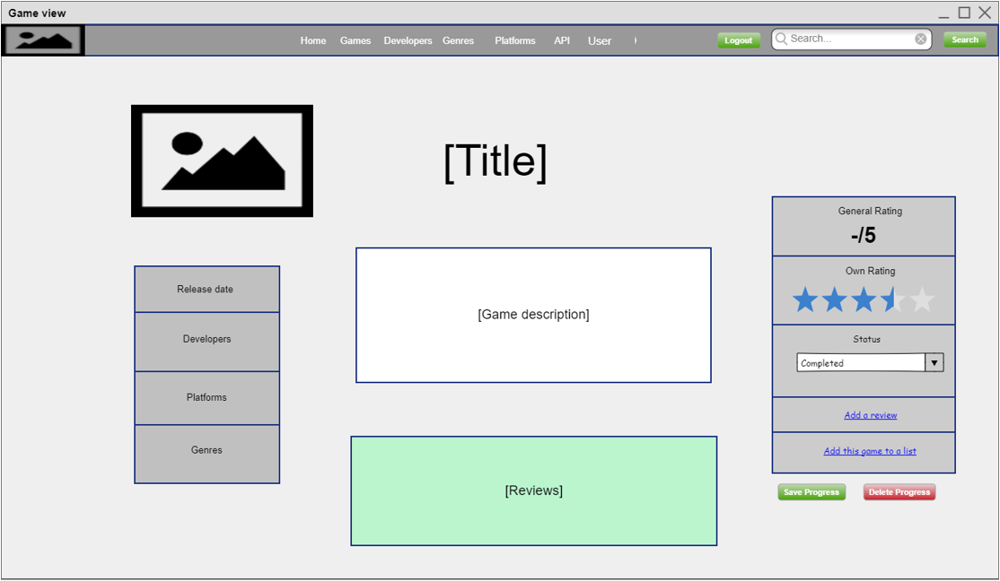 Game view
Home Games Developers Genres Platforms API User
Logout
Search...
Search
[Title]
General Rating
-/5
Own Rating
Status
Completed
Add a review
Add this game to a list
Save Progress Delete Progress
Release date
Developers
Platforms
Genres
[Game description]
[Reviews]